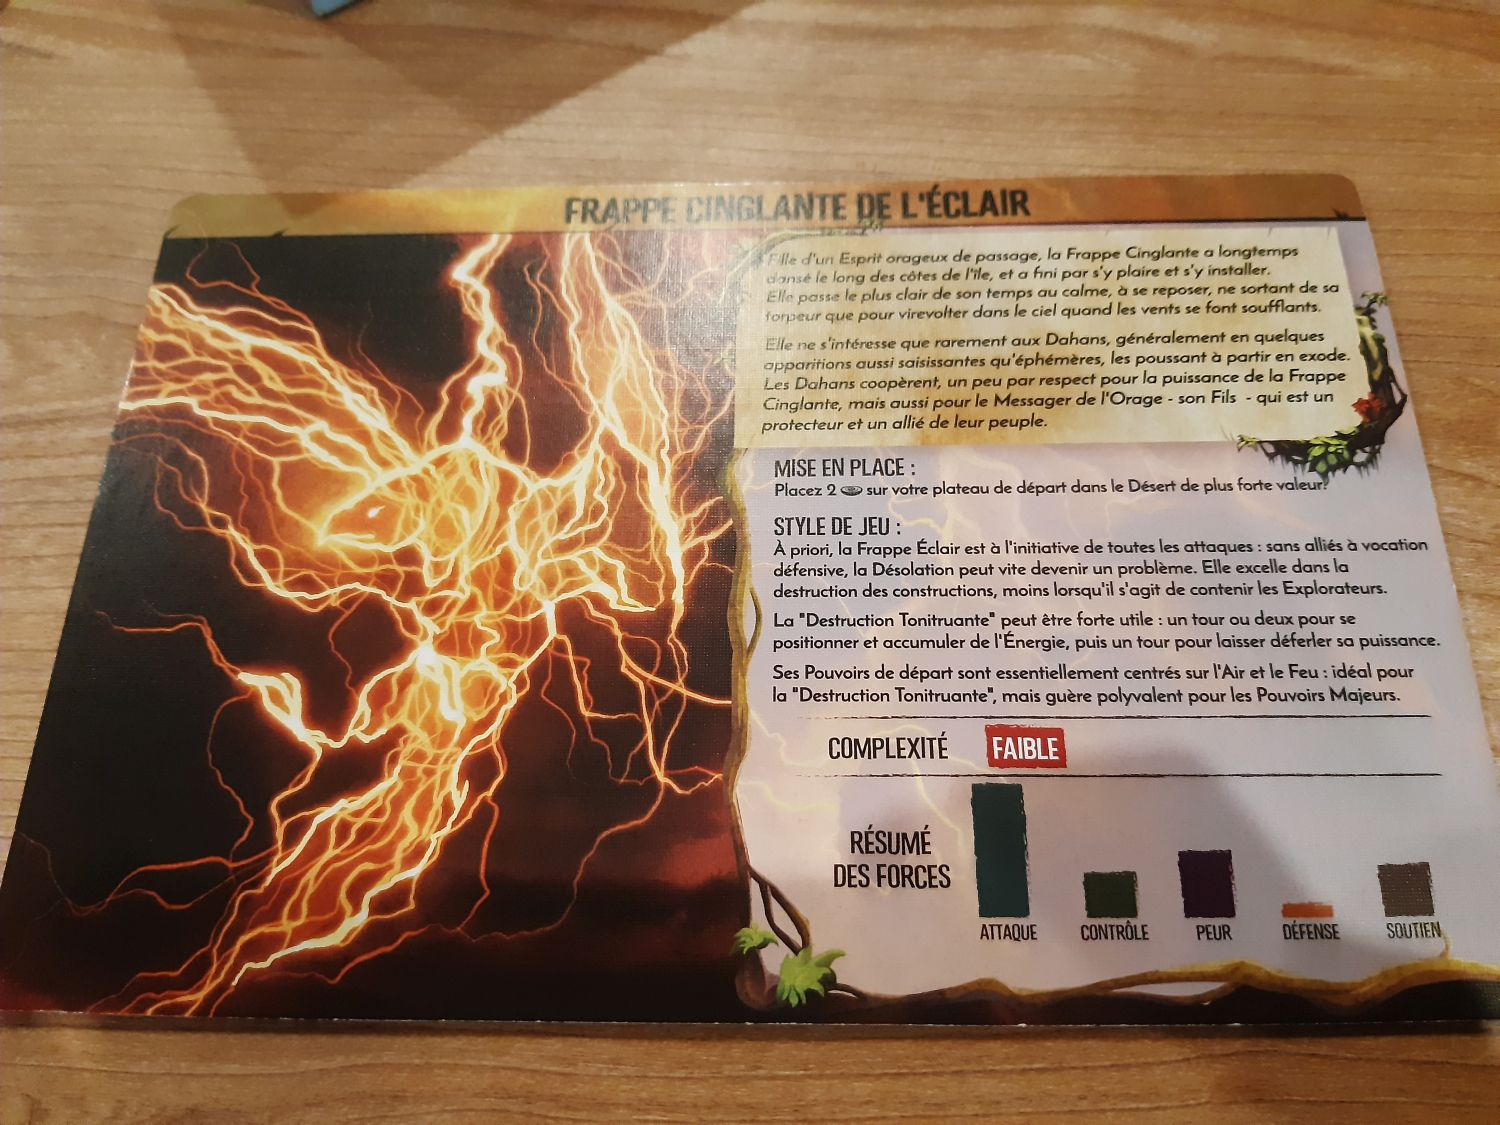 FRAPPE CINGLANTE DE L'ÉCLAIR
Fille d'un Esprit orageux de passage, la Frappe Cinglante a longtemps
dansé le long des côtes de l'île, et a fini par s'y plaire et s'y installer.
Elle passe le plus clair de son temps au calme, à se reposer, ne sortant de sa
torpeur que pour virevolter dans le ciel quand les vents se font soufflants.
Elle ne s'intéresse que rarement aux Dahans, généralement en quelques
apparitions aussi saisissantes qu'éphémères, les poussant à partir en exode.
Les Dahans coopèrent, un peu par respect pour la puissance de la Frappe
Cinglante, mais aussi pour le Messager de l'Orage - son Fils - qui est un
protecteur et un allié de leur peuple.
MISE EN PLACE :
Placez 2 sur votre plateau de départ dans le Désert de plus forte valeur.
STYLE DE JEU :
À priori, la Frappe Éclair est à l'initiative de toutes les attaques : sans alliés à vocation
défensive, la Désolation peut vite devenir un problème. Elle excelle dans la
destruction des constructions, moins lorsqu'il s'agit de contenir les Explorateurs.
La "Destruction Tonitruante" peut être forte utile : un tour ou deux pour se
positionner et accumuler de l'Énergie, puis un tour pour laisser déferler sa puissance.
Ses Pouvoirs de départ sont essentiellement centrés sur l'Air et le Feu : idéal pour
la "Destruction Tonitruante", mais guère polyvalent pour les Pouvoirs Majeurs.
COMPLEXITÉ FAIBLE
RÉSUMÉ
DES FORCES
ATTAQUE CONTRÔLE PEUR DÉFENSE SOUTIEN